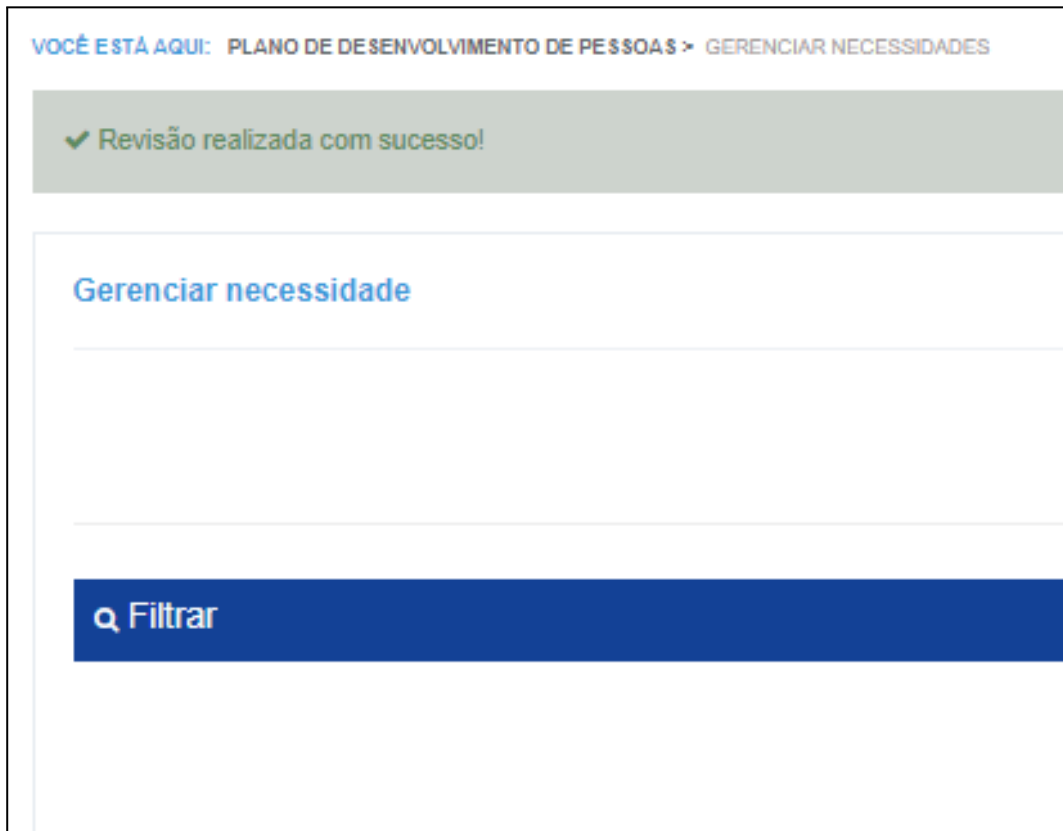 VOCÊ ESTÁ AQUI: PLANO DE DESENVOLVIMENTO DE PESSOAS > GERENCIAR NECESSIDADES
Revisão realizada com sucesso!
Gerenciar necessidade
Filtrar